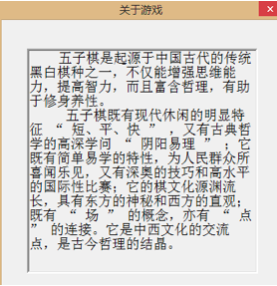 关于游戏
五子棋是起源于中国古代的传统
黑白棋种之一，不仅能增强思维能
力，提高智力，而且富含哲理，有助
于修身养性。
五子棋既有现代休闲的明显特
征 “ 短、平、快 ” ，又有古典哲
学的高深学问 “ 阴阳易理 ” ；它
既有简单易学的特性，为人民群众所
喜闻乐见，又有深奥的技巧和高水平
的国际性比赛；它的棋文化源渊流
长，具有东方的神秘和西方的直观；
既有 “ 场 ” 的概念，亦有 “ 点
” 的连接。它是中西文化的交流
点，是古今哲理的结晶。